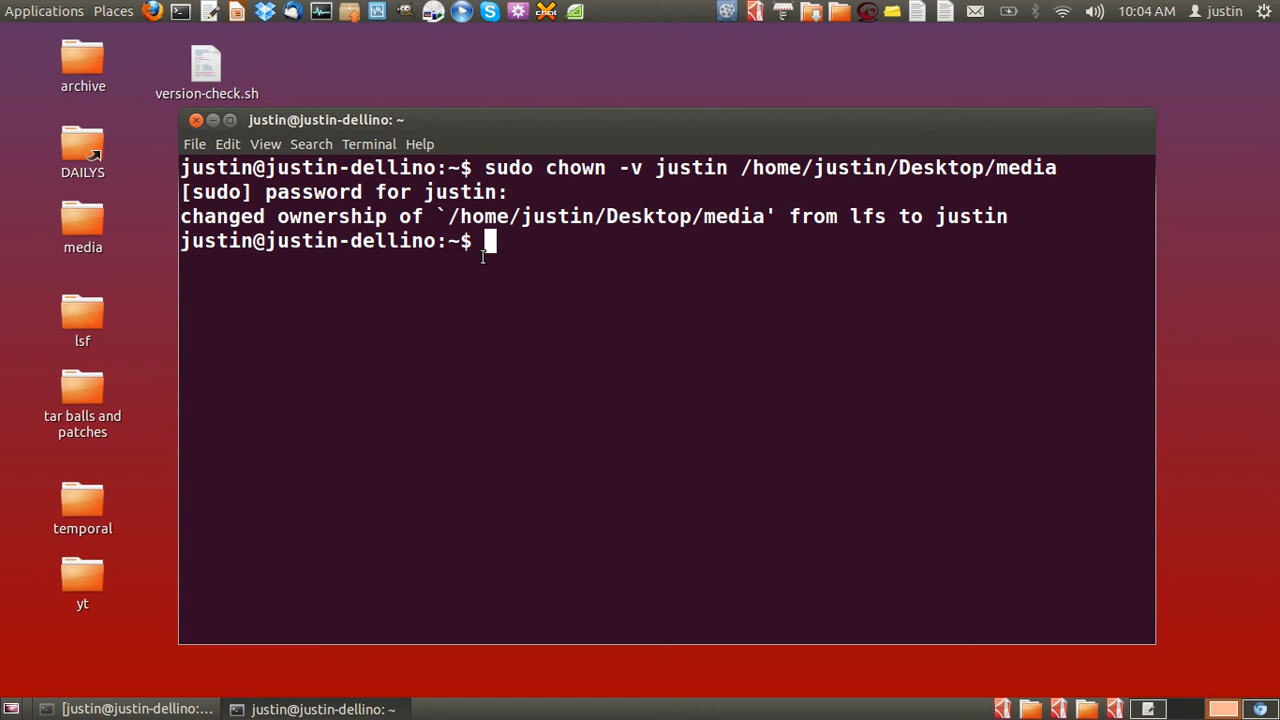 Applications Places 10:04 AM justin
archive
version-check.sh
DAILYS
media
lsf
tar balls and
patches
temporal
yt
justin@justin-dellino: ~
File Edit View Search Terminal Help
justin@justin-dellino:~$ sudo chown -v justin /home/justin/Desktop/media
[sudo] password for justin:
changed ownership of `/home/justin/Desktop/media' from lfs to justin
justin@justin-dellino:~$
[justin@justin-dellino:... justin@justin-dellino: ~